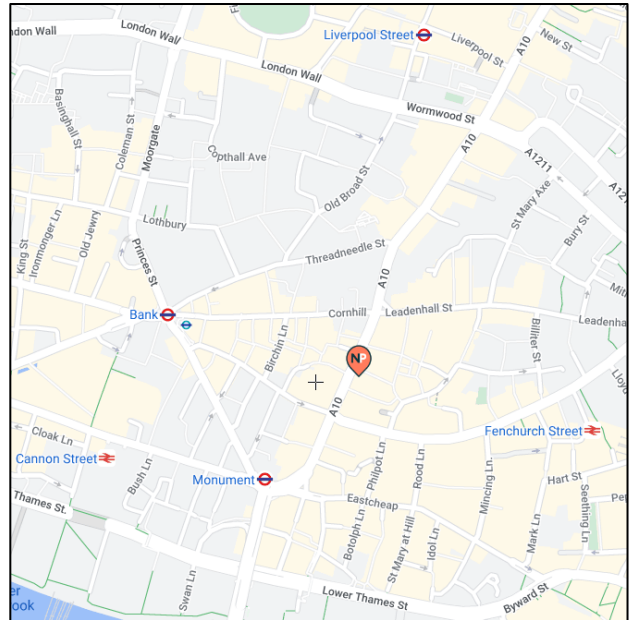 London Wall
London Wall
Liverpool Street
Liverpool St
A10
New St
London Wall
Wormwood St
A10
A1211
Basinghall St
Coleman St
Moorgate
Copthall Ave
Old Broad St
St Mary Axe
Bury St
King St
Ironmonger Ln
Old Jewry
Lothbury
Princes St
Threadneedle St
A10
Bank
Cornhill
Leadenhall St
Birchin Ln
Billiter St
NP
A10
Cloak Ln
Cannon Street
Bush Ln
Monument
Philpot Ln
Rood Ln
Mincing Ln.
Fenchurch Street
Hart St
Seething Ln
Eastcheap
Thames St.
Botolph Ln
St Mary at Hill
Idol Ln
Mark Ln
Swan Ln
Lower Thames St
Byward St